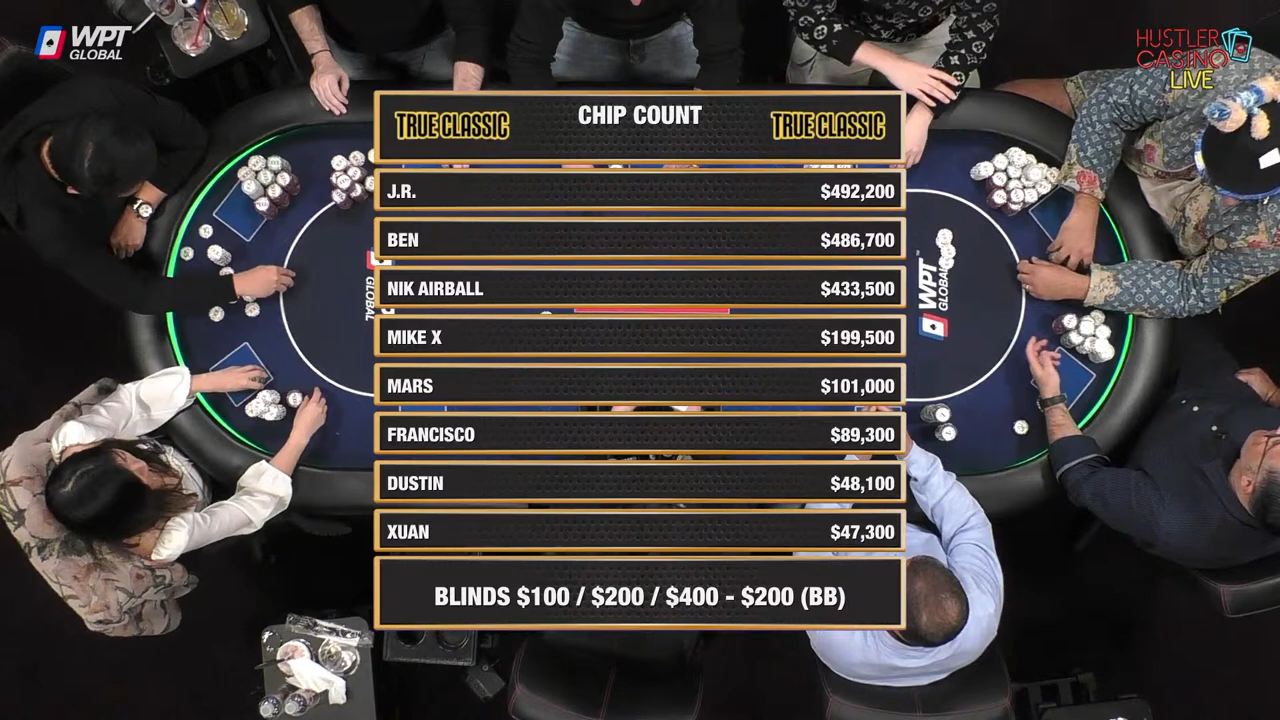 WPT
GLOBAL
HUSTLER
CASINO
LIVE
TRUE CLASSIC
CHIP COUNT
TRUE CLASSIC
J.R. $492,200
BEN $486,700
NIK AIRBALL $433,500
MIKE X $199,500
MARS $101,000
FRANCISCO $89,300
DUSTIN $48,100
XUAN $47,300
BLINDS $100 / $200 / $400 - $200 (BB)
WPT
GLOBAL
GLOBAL